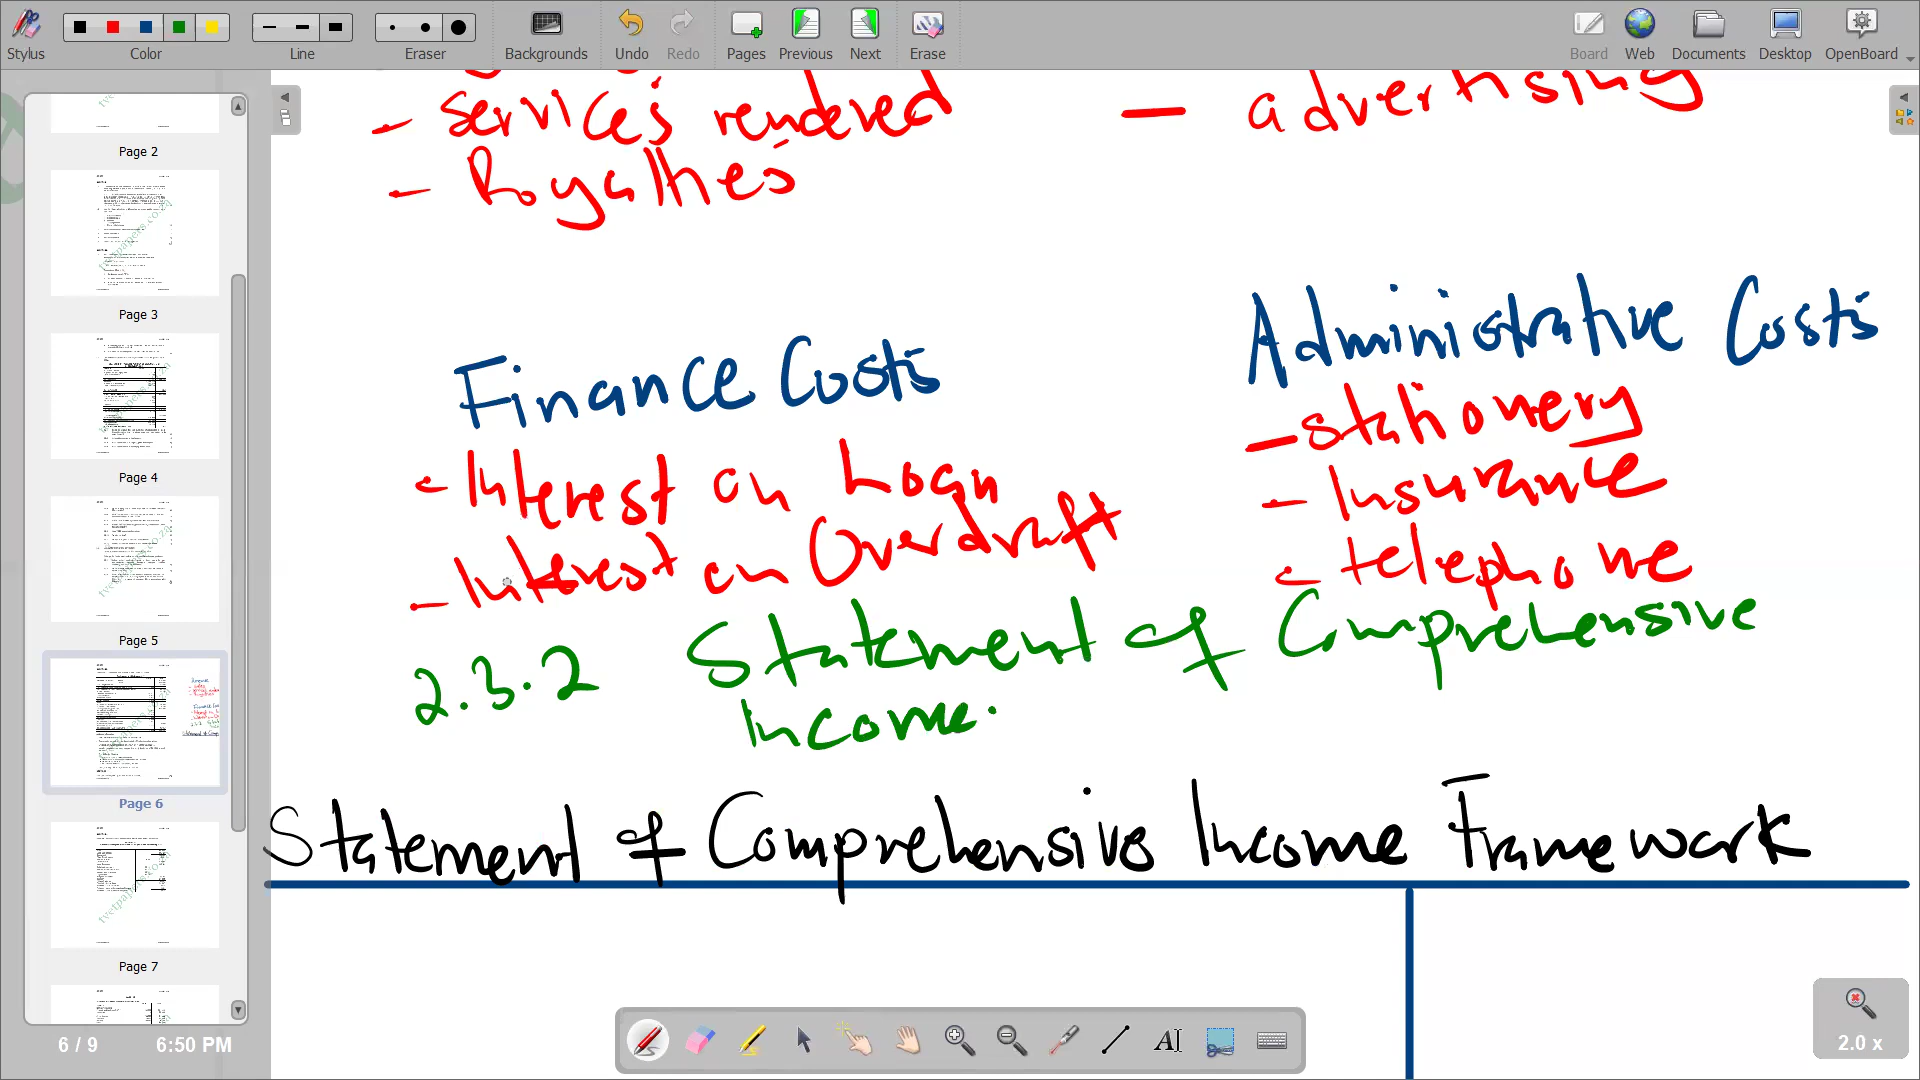 Stylus
Color
Line
Eraser
Backgrounds
Undo
Redo
Pages
Previous
Next
Erase
Board
Web
Documents
Desktop
OpenBoard
Page 2
Page 3
Page 4
Page 5
Page 6
Page 7
6 / 9
6:50 PM
- Services rendered
- Royalties
- advertising
Finance Costs
- Interest on Loan
- Interest on Overdraft
Administrative Costs
- stationery
- Insurance
- telephone
2.3.2 Statement of Comprehensive
Income.
Statement of Comprehensive Income Framework
2.0 x